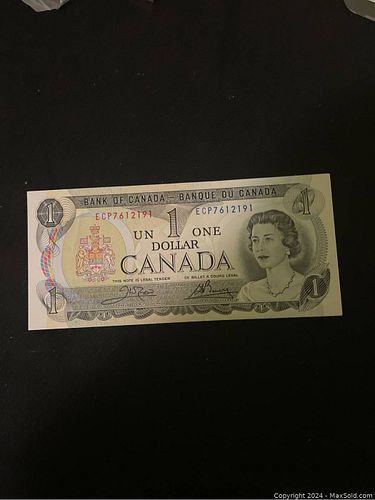 BANK OF CANADA – BANQUE DU CANADA
1
1
ECP7612191
ECP7612191
UN 1 ONE
DOLLAR
CANADA
THIS NOTE IS LEGAL TENDER
CE BILLET A COURS LÉGAL
1
1
Copyright 2024 - MaxSold.com